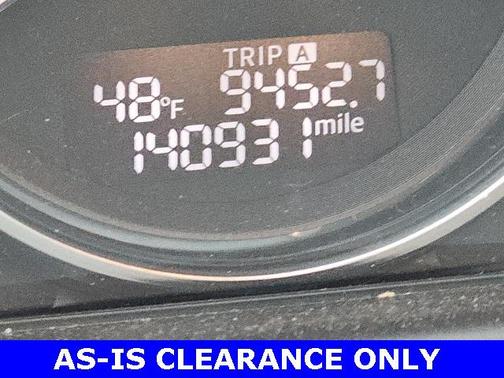 TRIP A
48°F 9452.7
140931 mile
AS-IS CLEARANCE ONLY